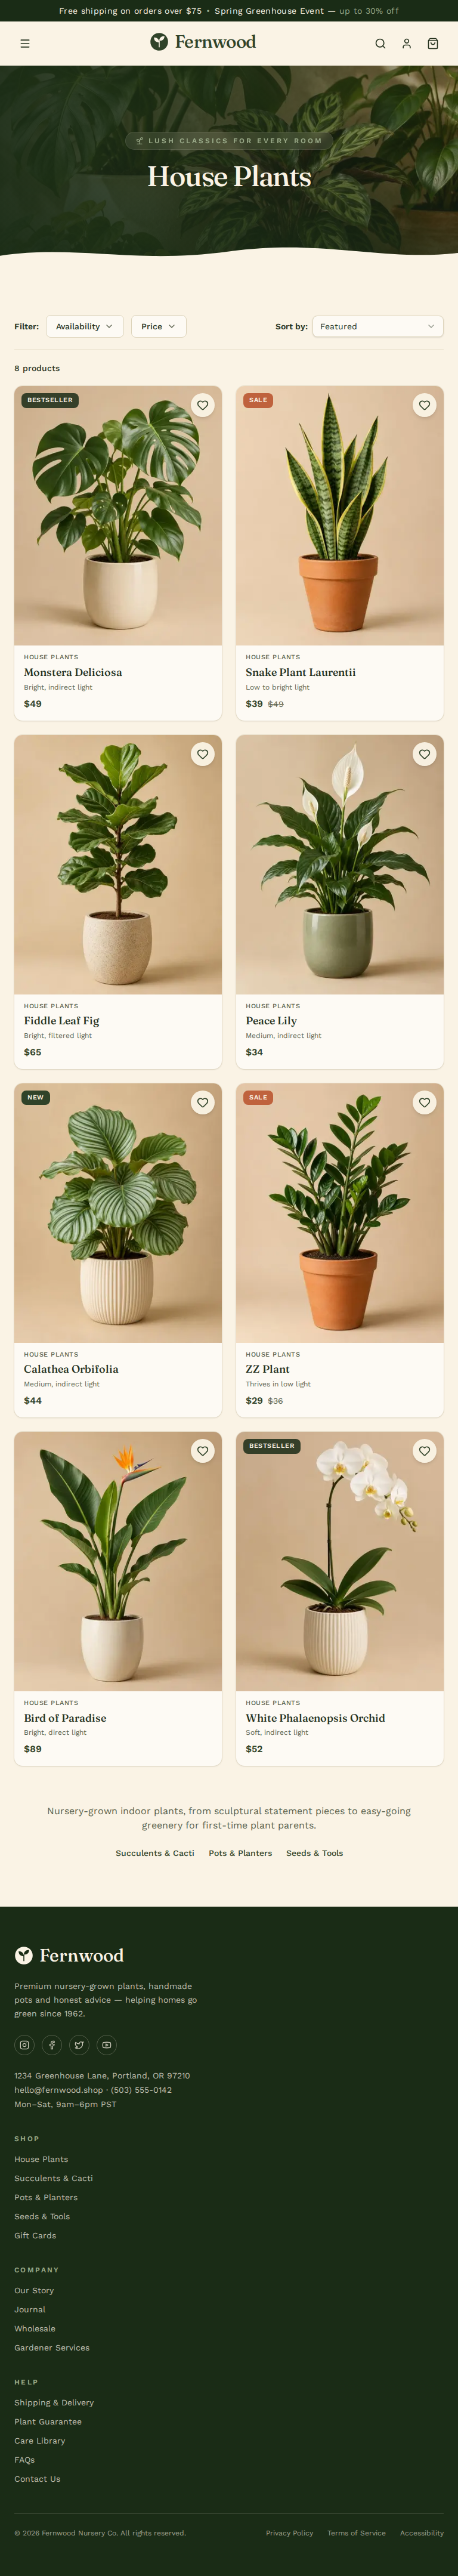 Free shipping on orders over $75 • Spring Greenhouse Event — up to 30% off
Fernwood
LUSH CLASSICS FOR EVERY ROOM
House Plants
Filter: Availability Price Sort by: Featured
8 products
BESTSELLER
HOUSE PLANTS
Monstera Deliciosa
Bright, indirect light
$49
SALE
HOUSE PLANTS
Snake Plant Laurentii
Low to bright light
$39 $49
HOUSE PLANTS
Fiddle Leaf Fig
Bright, filtered light
$65
HOUSE PLANTS
Peace Lily
Medium, indirect light
$34
NEW
HOUSE PLANTS
Calathea Orbifolia
Medium, indirect light
$44
SALE
HOUSE PLANTS
ZZ Plant
Thrives in low light
$29 $36
HOUSE PLANTS
Bird of Paradise
Bright, direct light
$89
BESTSELLER
HOUSE PLANTS
White Phalaenopsis Orchid
Soft, indirect light
$52
Nursery-grown indoor plants, from sculptural statement pieces to easy-going
greenery for first-time plant parents.
Succulents & Cacti Pots & Planters Seeds & Tools
Fernwood
Premium nursery-grown plants, handmade
pots and honest advice — helping homes go
green since 1962.
1234 Greenhouse Lane, Portland, OR 97210
hello@fernwood.shop · (503) 555-0142
Mon–Sat, 9am–6pm PST
SHOP
House Plants
Succulents & Cacti
Pots & Planters
Seeds & Tools
Gift Cards
COMPANY
Our Story
Journal
Wholesale
Gardener Services
HELP
Shipping & Delivery
Plant Guarantee
Care Library
FAQs
Contact Us
© 2026 Fernwood Nursery Co. All rights reserved. Privacy Policy Terms of Service Accessibility